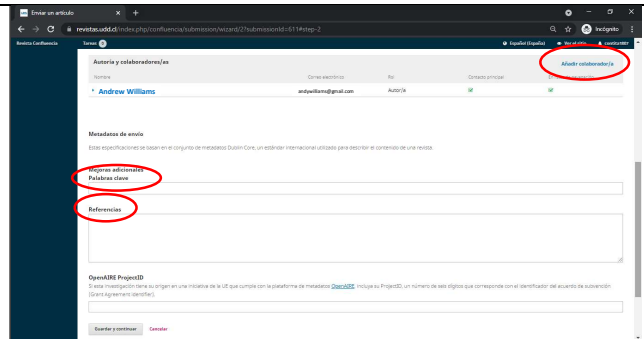 Enviar un artículo
revistas.udd.cl/index.php/confluencia/submission/wizard/2?submissionId=611#step-2
Incógnito
Revista Confluencia
Tareas
Español (España)
Ver el sitio
Autoría y colaboradores/as
Añadir colaborador/a
Nombre
Correo electrónico
Rol
Contacto principal
Andrew Williams
andywilliams@gmail.com
Autor/a
Metadatos de envío
Estas especificaciones se basan en el conjunto de metadatos Dublin Core, un estándar internacional utilizado para describir el contenido de una revista.
Mejoras adicionales
Palabras clave
Referencias
OpenAIRE ProjectID
Si esta investigación tiene su origen en una iniciativa de la UE que cumple con la plataforma de metadatos OpenAIRE, incluya su ProjectID, un número de seis dígitos que corresponde con el identificador del acuerdo de subvención
(Grant Agreement Identifier).
Guardar y continuar
Cancelar